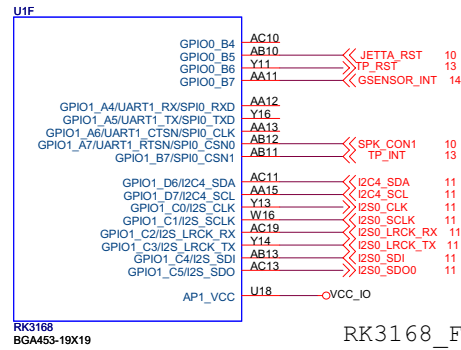 U1F
GPIO0_B4 AC10
GPIO0_B5 AB10 JETTA_RST 10
GPIO0_B6 Y11 TP_RST 13
GPIO0_B7 AA11 GSENSOR_INT 14
GPIO1_A4/UART1_RX/SPI0_RXD AA12
GPIO1_A5/UART1_TX/SPI0_TXD Y16
GPIO1_A6/UART1_CTSN/SPI0_CLK AA13
GPIO1_A7/UART1_RTSN/SPI0_CSN0 AB12 SPK_CON1 10
GPIO1_B7/SPI0_CSN1 AB11 TP_INT 13
GPIO1_D6/I2C4_SDA AC11 I2C4_SDA 11
GPIO1_D7/I2C4_SCL AA15 I2C4_SCL 11
GPIO1_C0/I2S_CLK Y13 I2S0_CLK 11
GPIO1_C1/I2S_SCLK W16 I2S0_SCLK 11
GPIO1_C2/I2S_LRCK_RX AC19 I2S0_LRCK_RX 11
GPIO1_C3/I2S_LRCK_TX Y14 I2S0_LRCK_TX 11
GPIO1_C4/I2S_SDI AB13 I2S0_SDI 11
GPIO1_C5/I2S_SDO AC13 I2S0_SDO0 11
AP1_VCC U18 VCC_IO
RK3168
BGA453-19X19
RK3168_F